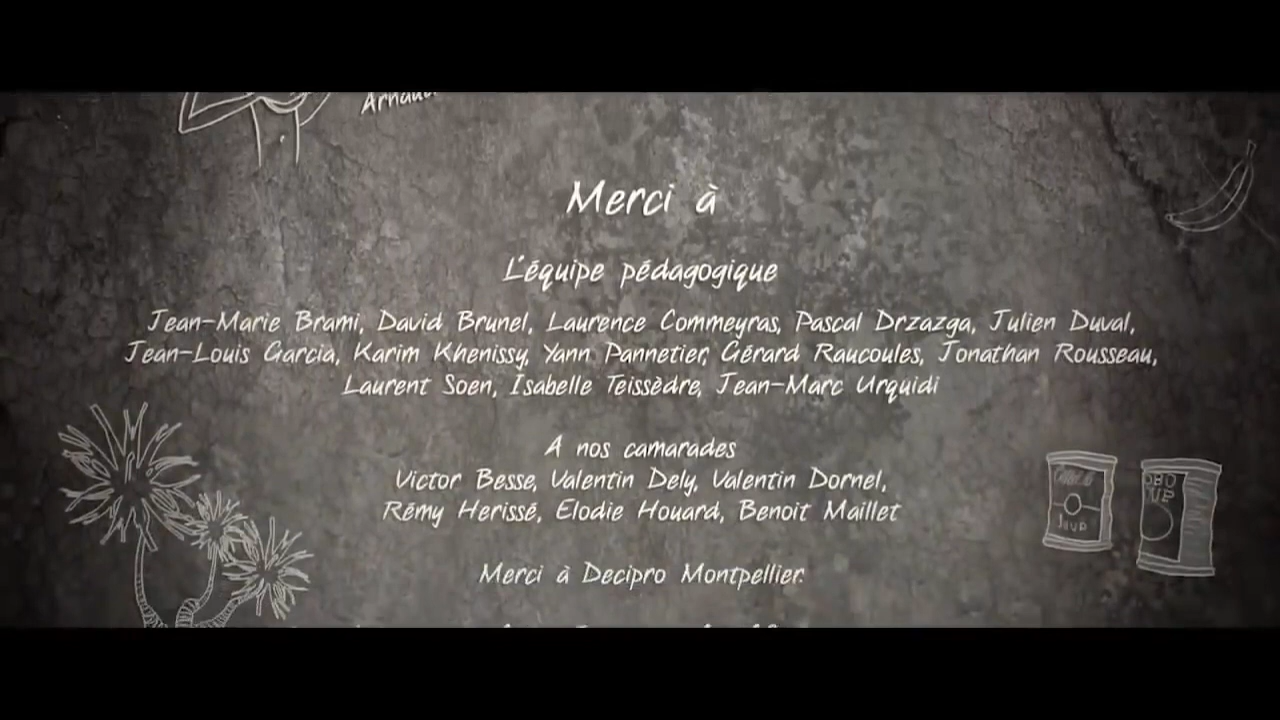 Merci à
L'équipe pédagogique
Jean-Marie Brami, David Brunel, Laurence Commeyras, Pascal Drzazga, Julien Duval,
Jean-Louis Garcia, Karim Khenissy, Yann Pannetier, Gérard Raucoules, Jonathan Rousseau,
Laurent Soen, Isabelle Teissèdre, Jean-Marc Urquidi
A nos camarades
Victor Besse, Valentin Dely, Valentin Dornel,
Rémy Herissé, Elodie Houard, Benoit Maillet
Merci à Decipro Montpellier.